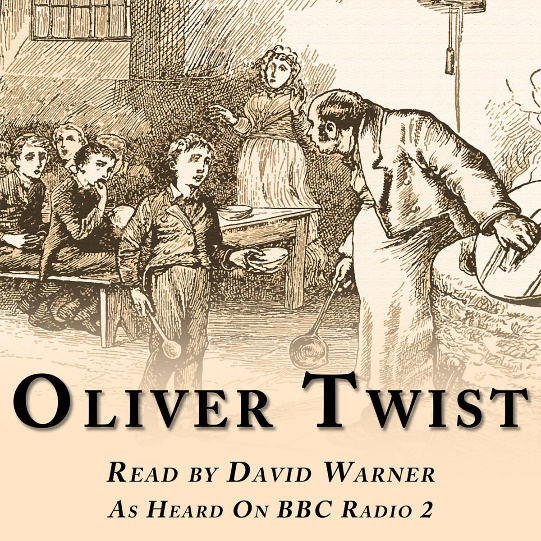 OLIVER TWIST
READ BY DAVID WARNER
AS HEARD ON BBC RADIO 2